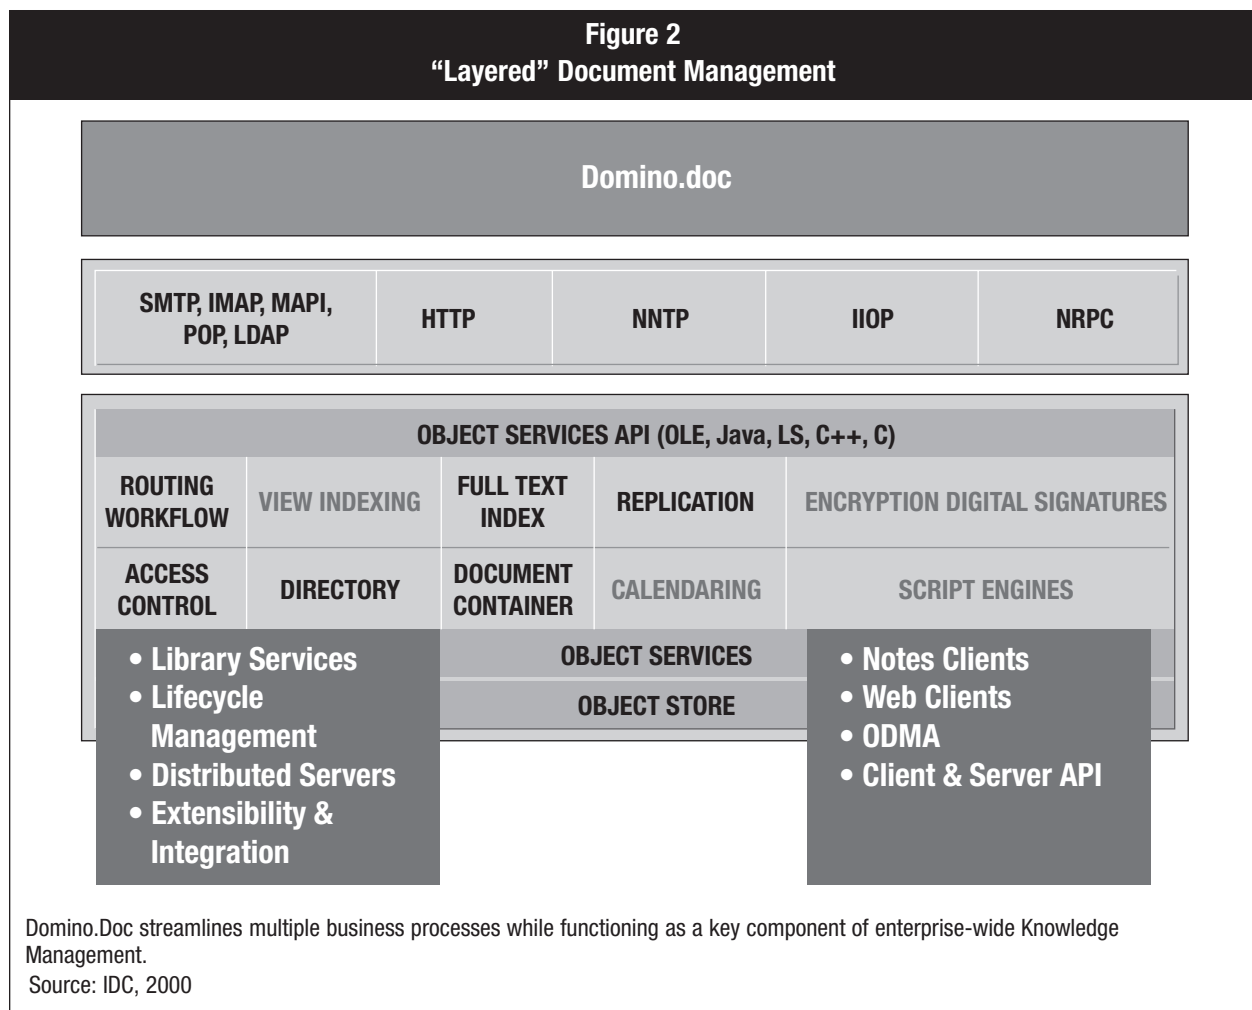 Figure 2
“Layered” Document Management
Domino.doc
SMTP, IMAP, MAPI,
POP, LDAP
HTTP
NNTP
IIOP
NRPC
OBJECT SERVICES API (OLE, Java, LS, C++, C)
ROUTING
WORKFLOW
VIEW INDEXING
FULL TEXT
INDEX
REPLICATION
ENCRYPTION DIGITAL SIGNATURES
ACCESS
CONTROL
DIRECTORY
DOCUMENT
CONTAINER
CALENDARING
SCRIPT ENGINES
OBJECT SERVICES
OBJECT STORE
• Library Services
• Lifecycle
Management
• Distributed Servers
• Extensibility &
Integration
• Notes Clients
• Web Clients
• ODMA
• Client & Server API
Domino.Doc streamlines multiple business processes while functioning as a key component of enterprise-wide Knowledge
Management.
Source: IDC, 2000